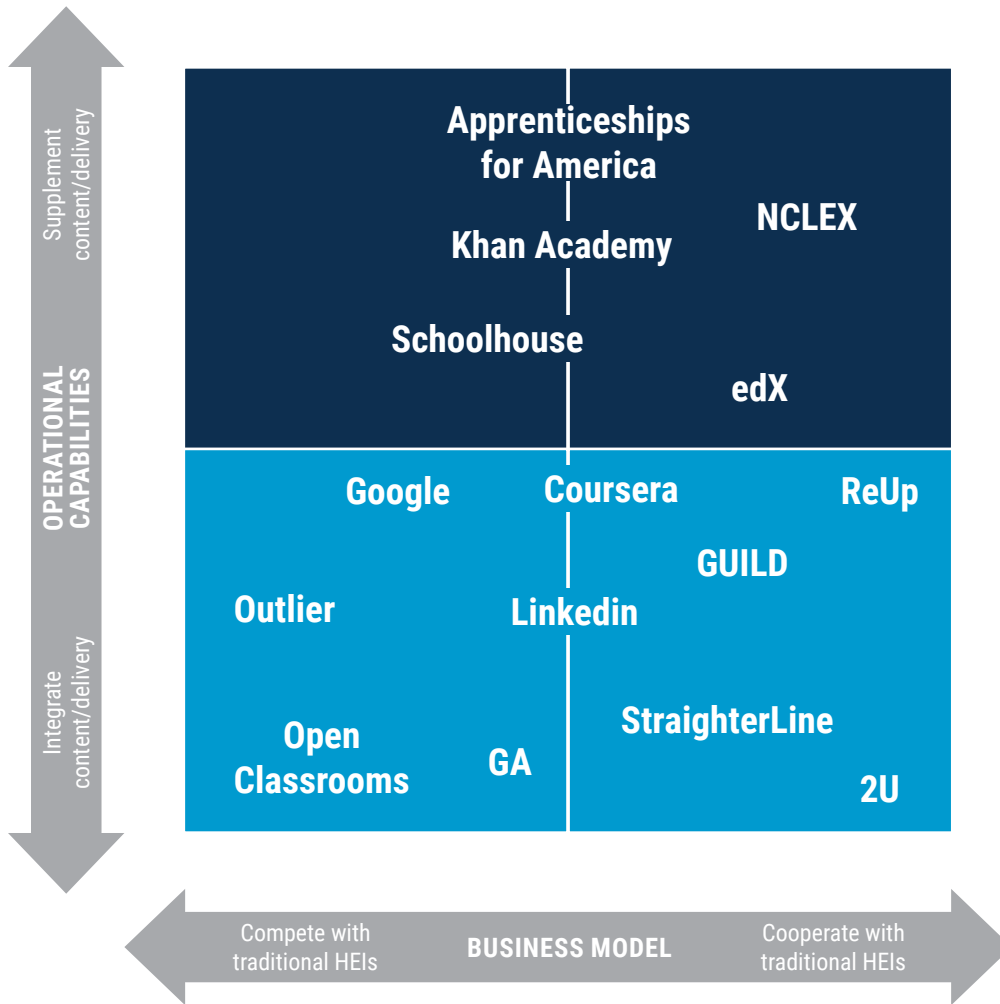 Supplement
content/delivery
OPERATIONAL
CAPABILITIES
Integrate
content/delivery
Apprenticeships
for America
NCLEX
Khan Academy
Schoolhouse
edX
Google
Coursera
ReUp
GUILD
Outlier
Linkedin
StraighterLine
Open
Classrooms
GA
2U
Compete with
traditional HEIs
BUSINESS MODEL
Cooperate with
traditional HEIs